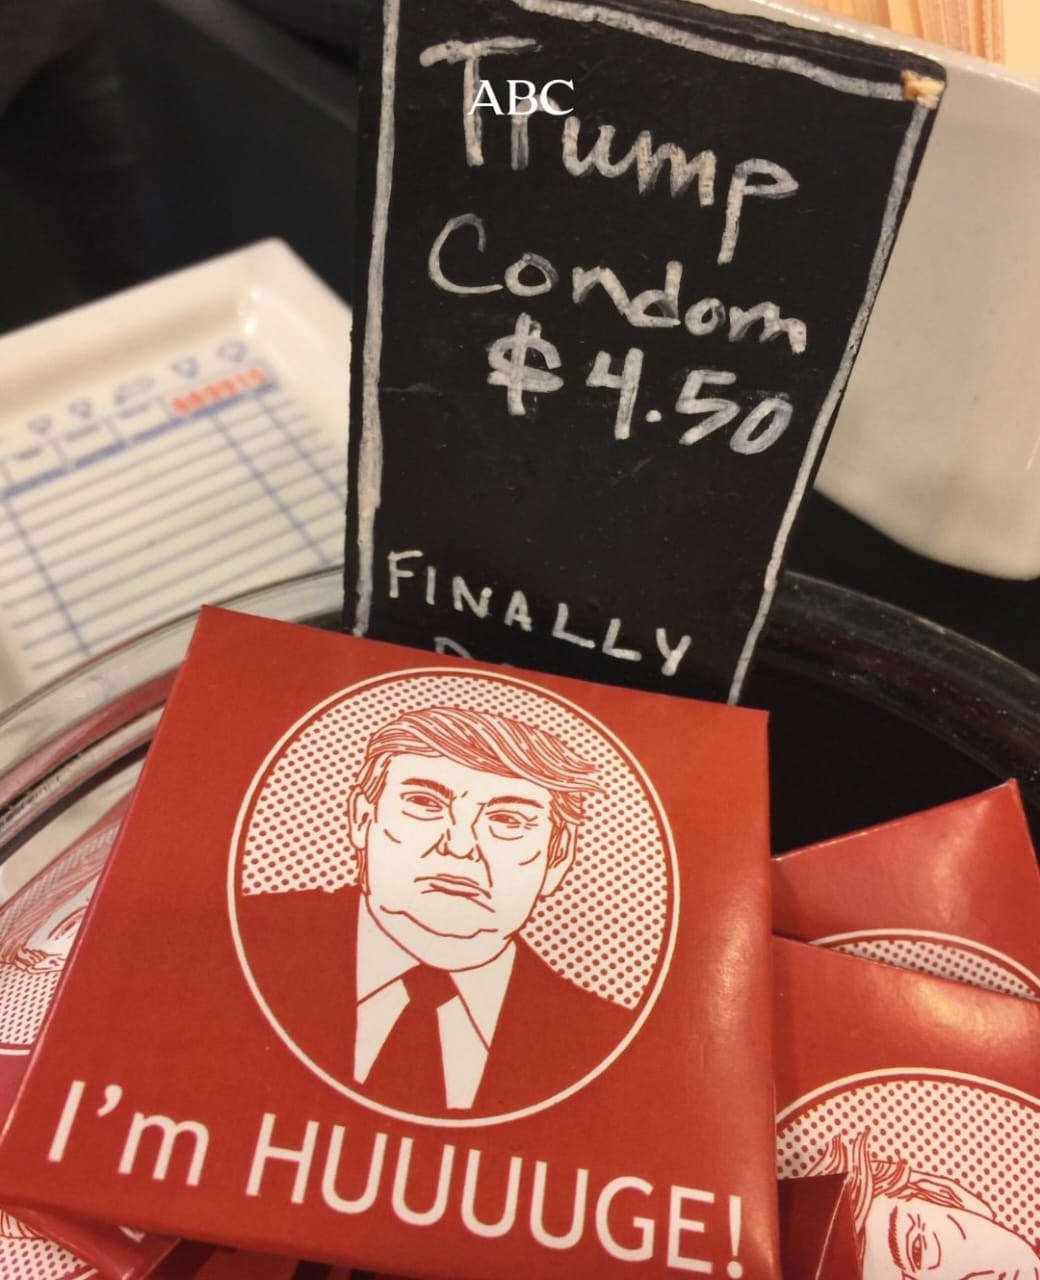 ABC
Trump
Condom
$4.50
FINALLY
I'm HUUUUGE!